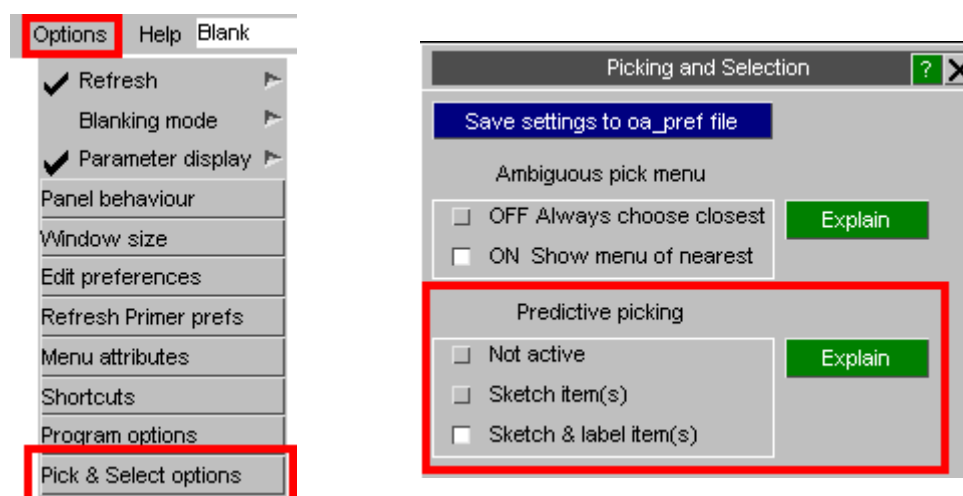 Options Help Blank
Refresh
Blanking mode
Parameter display
Panel behaviour
Window size
Edit preferences
Refresh Primer prefs
Menu attributes
Shortcuts
Program options
Pick & Select options
Picking and Selection ? X
Save settings to oa_pref file
Ambiguous pick menu
OFF Always choose closest
ON Show menu of nearest
Explain
Predictive picking
Not active
Explain
Sketch item(s)
Sketch & label item(s)